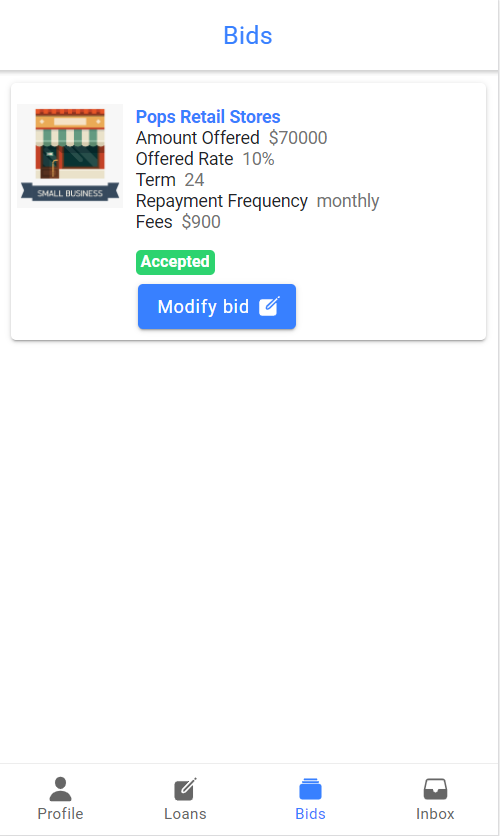 Bids
Pops Retail Stores
Amount Offered $70000
Offered Rate 10%
Term 24
Repayment Frequency monthly
Fees $900
SMALL BUSINESS
Accepted
Modify bid
Profile Loans Bids Inbox